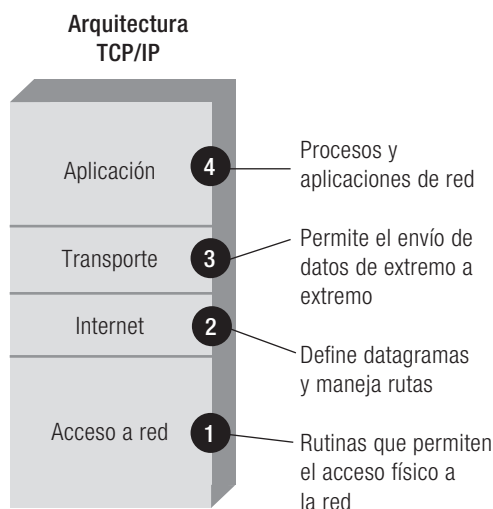 Arquitectura
TCP/IP
Aplicación
4
Procesos y
aplicaciones de red
Transporte
3
Permite el envío de
datos de extremo a
extremo
Internet
2
Define datagramas
y maneja rutas
Acceso a red
1
Rutinas que permiten
el acceso físico a
la red